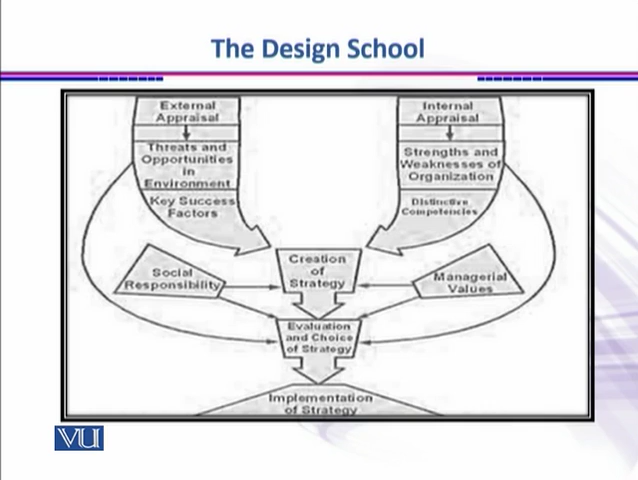 The Design School
External
Appraisal
Threats and
Opportunities
in
Environment
Key Success
Factors
Internal
Appraisal
Strengths and
Weaknesses of
Organization
Distinctive
Competencies
Creation
of
Strategy
Social
Responsibility
Managerial
Values
Evaluation
and Choice
of Strategy
Implementation
of Strategy
VU